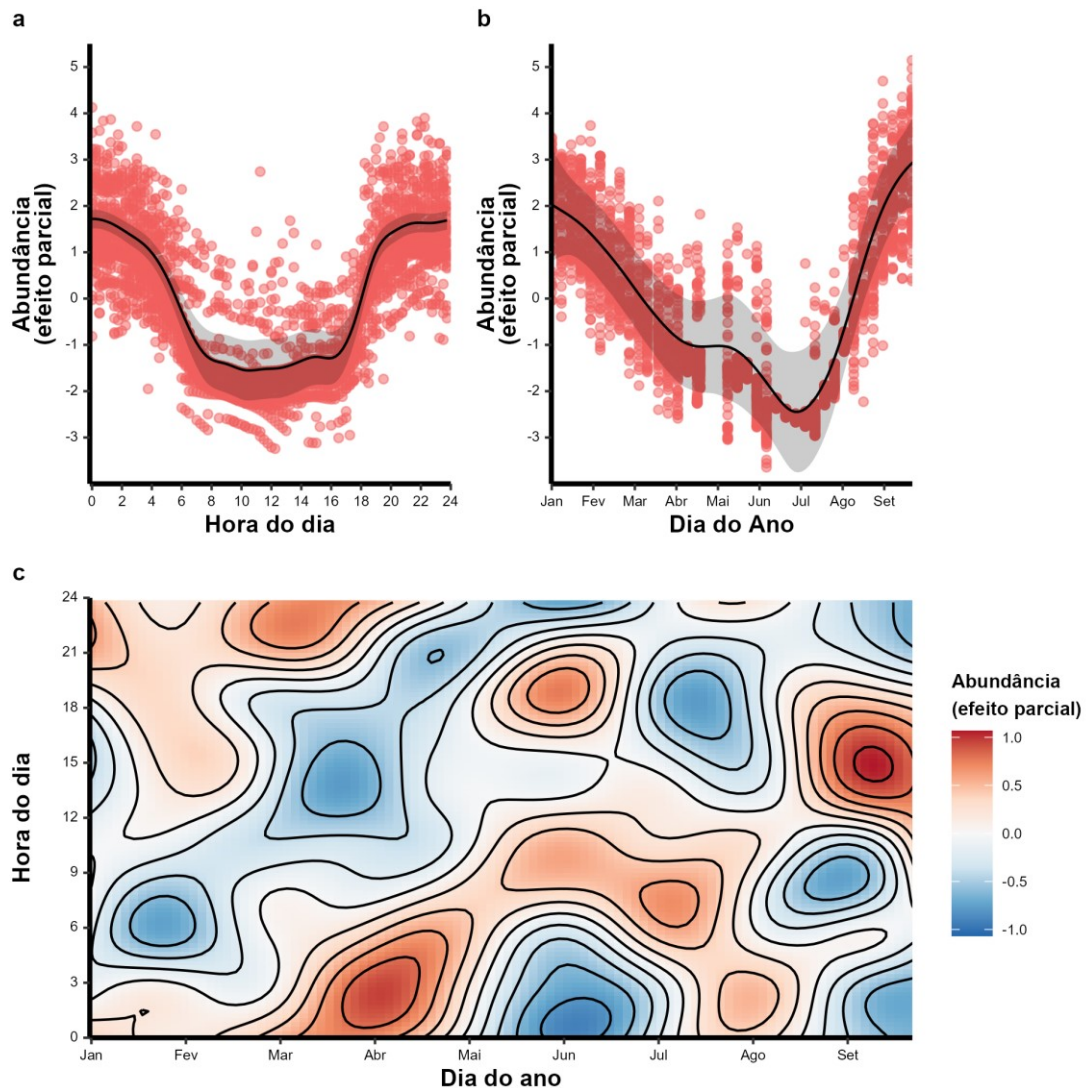 a
b
Abundância
(efeito parcial)
5
4
3
2
1
0
-1
-2
-3
0 2 4 6 8 10 12 14 16 18 20 22 24
Hora do dia
Abundância
(efeito parcial)
5
4
3
2
1
0
-1
-2
-3
Jan Fev Mar Abr Mai Jun Jul Ago Set
Dia do Ano
c
Hora do dia
24
21
18
15
12
9
6
3
0
Jan Fev Mar Abr Mai Jun Jul Ago Set
Dia do ano
Abundância
(efeito parcial)
1.0
0.5
0.0
-0.5
-1.0